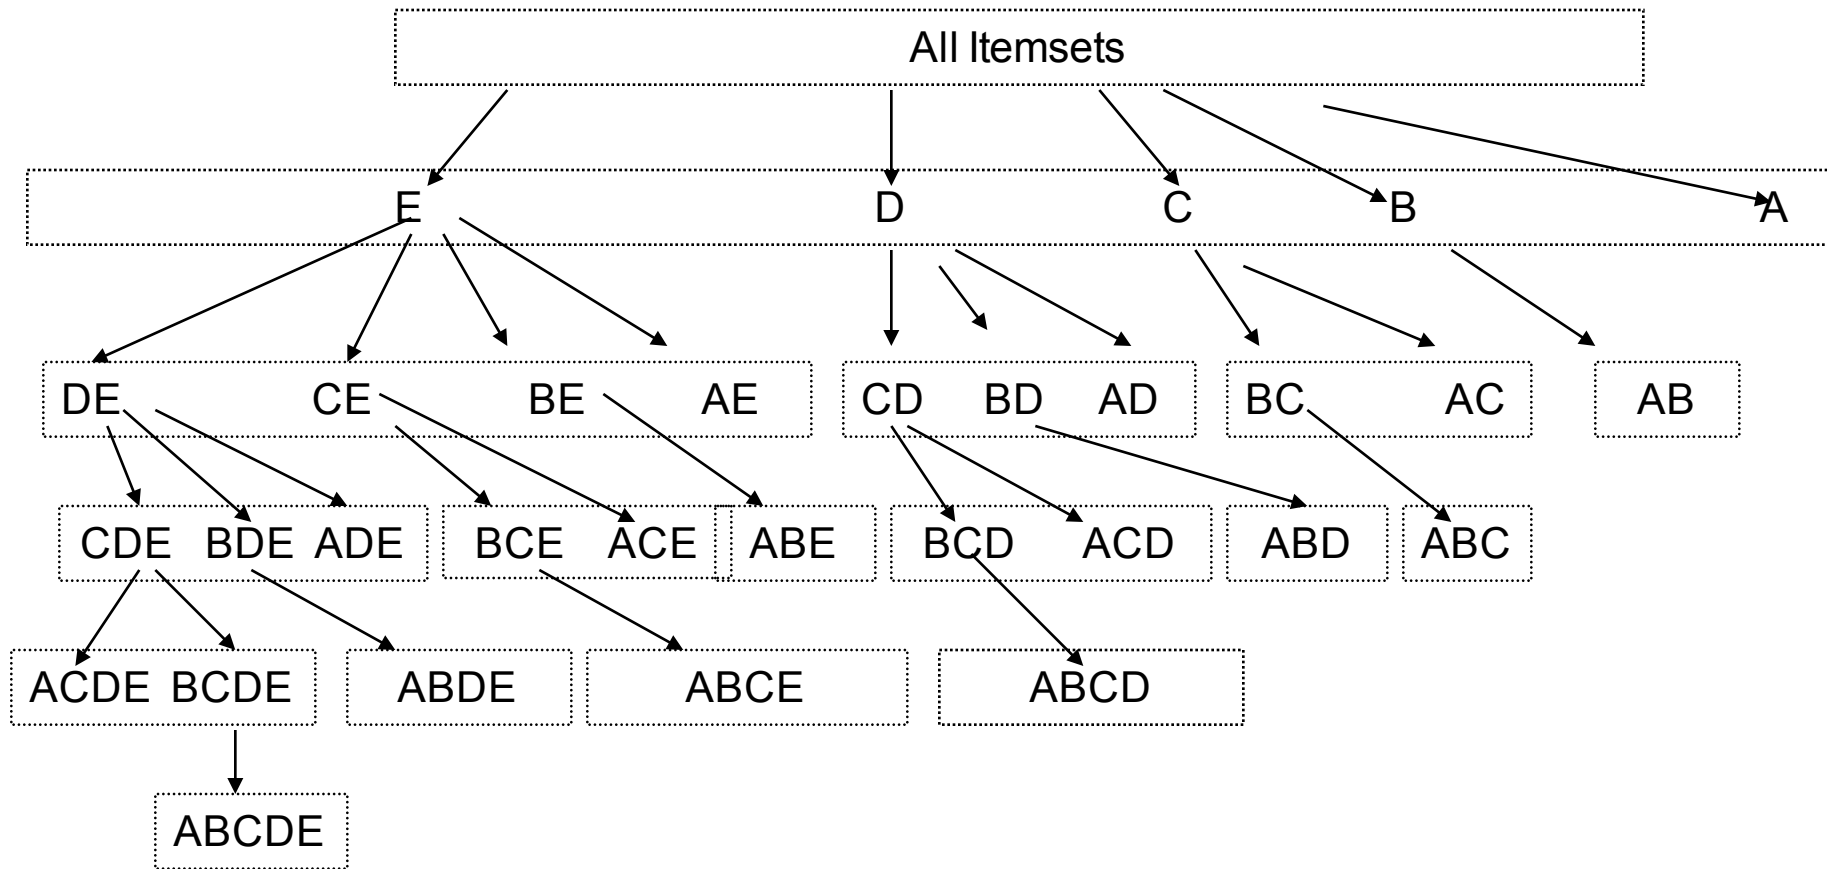 All Itemsets
E D C B A
DE CE BE AE CD BD AD BC AC AB
CDE BDE ADE BCE ACE ABE BCD ACD ABD ABC
ACDE BCDE ABDE ABCE ABCD
ABCDE